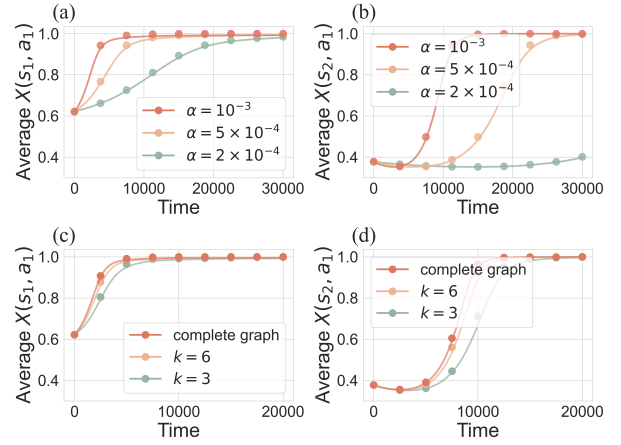 (a)
Average X(s₁, a₁)
1.0
0.8
0.6
0.4
α = 10⁻³
α = 5 × 10⁻⁴
α = 2 × 10⁻⁴
0 10000 20000 30000
Time
(b)
Average X(s₂, a₁)
1.0
0.8
0.6
0.4
α = 10⁻³
α = 5 × 10⁻⁴
α = 2 × 10⁻⁴
0 10000 20000 30000
Time
(c)
Average X(s₁, a₁)
1.0
0.8
0.6
0.4
complete graph
k = 6
k = 3
0 10000 20000
Time
(d)
Average X(s₂, a₁)
1.0
0.8
0.6
0.4
complete graph
k = 6
k = 3
0 10000 20000
Time